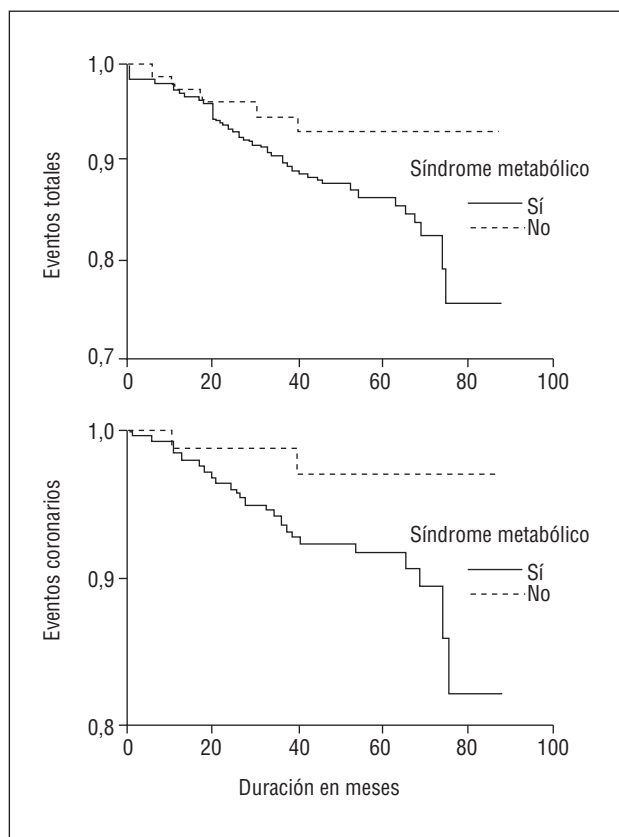 1,0
0,9
0,8
0,7
Eventos totales
Síndrome metabólico
Sí
No
0 20 40 60 80 100
1,0
0,9
0,8
Eventos coronarios
Síndrome metabólico
Sí
No
0 20 40 60 80 100
Duración en meses